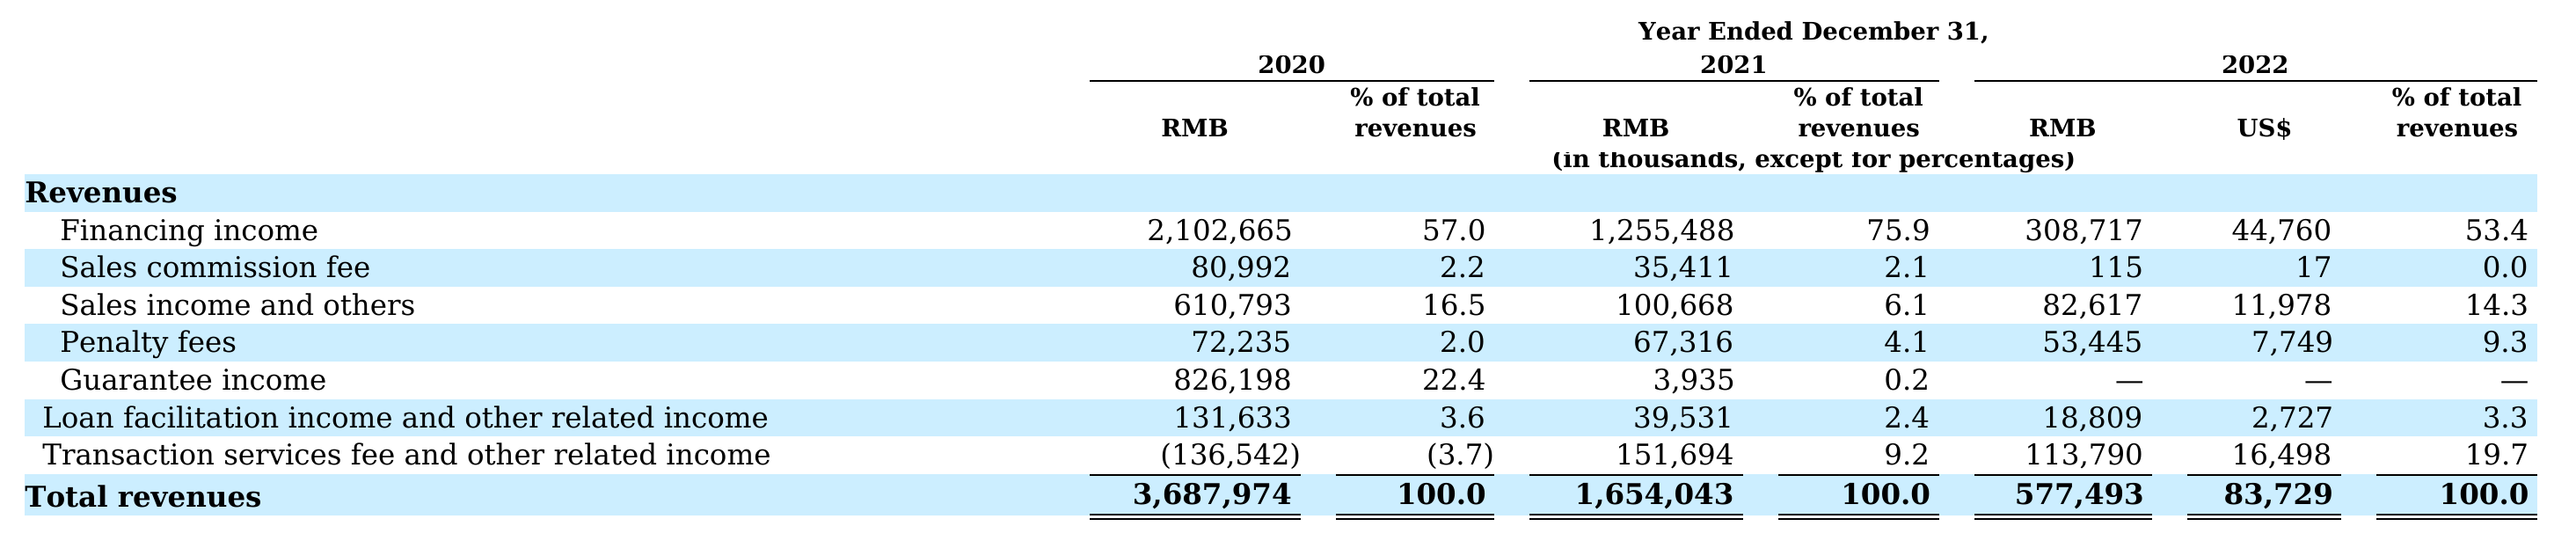 Year Ended December 31,
2020 2021 2022
% of total % of total % of total
RMB revenues RMB revenues RMB US$ revenues
(in thousands, except for percentages)
Revenues
Financing income 2,102,665 57.0 1,255,488 75.9 308,717 44,760 53.4
Sales commission fee 80,992 2.2 35,411 2.1 115 17 0.0
Sales income and others 610,793 16.5 100,668 6.1 82,617 11,978 14.3
Penalty fees 72,235 2.0 67,316 4.1 53,445 7,749 9.3
Guarantee income 826,198 22.4 3,935 0.2 — — —
Loan facilitation income and other related income 131,633 3.6 39,531 2.4 18,809 2,727 3.3
Transaction services fee and other related income (136,542) (3.7) 151,694 9.2 113,790 16,498 19.7
Total revenues 3,687,974 100.0 1,654,043 100.0 577,493 83,729 100.0